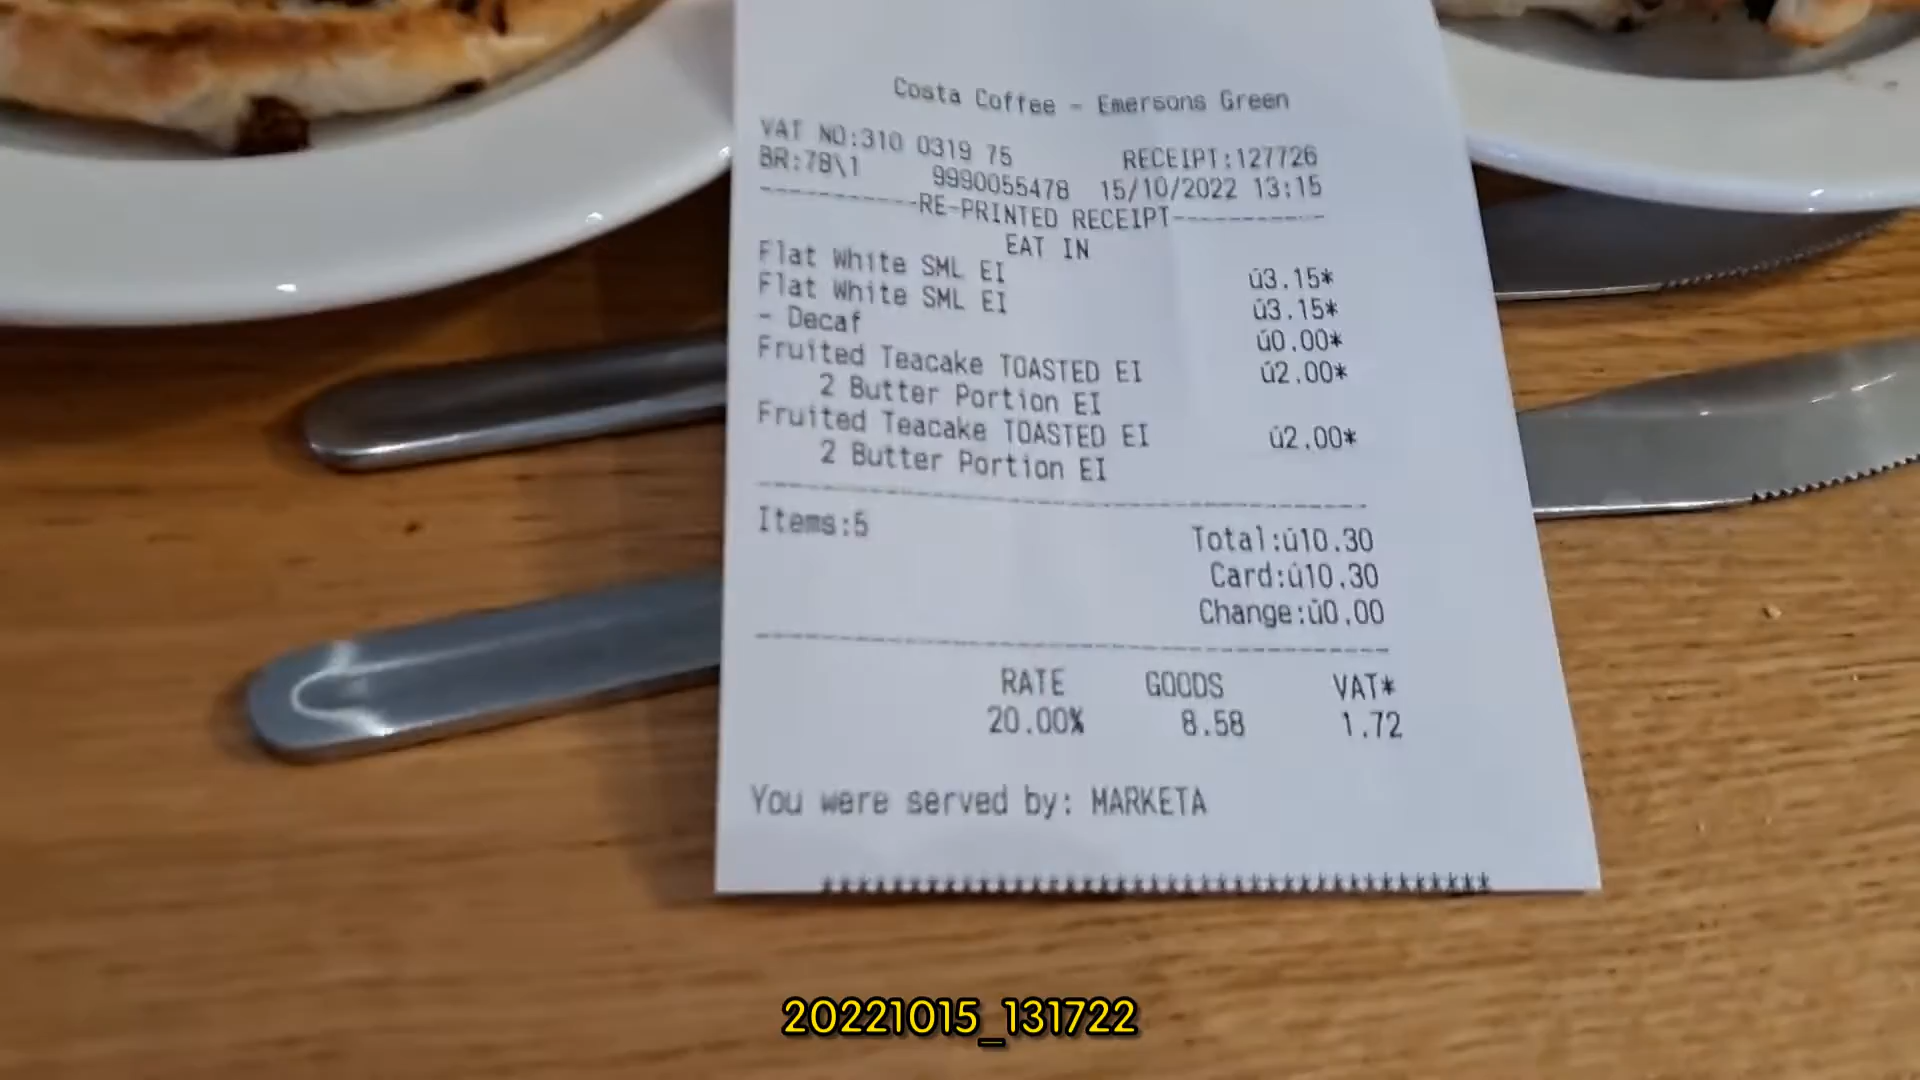 Costa Coffee - Emersons Green
VAT NO:310 0319 75 RECEIPT:127726
BR:7B\1 9990055478 15/10/2022 13:15
----------RE-PRINTED RECEIPT----------
EAT IN
Flat White SML EI ú3.15*
Flat White SML EI ú3.15*
- Decaf ú0.00*
Fruited Teacake TOASTED EI ú2.00*
2 Butter Portion EI
Fruited Teacake TOASTED EI ú2.00*
2 Butter Portion EI
Items:5 Total:ú10.30
Card:ú10.30
Change:ú0.00
RATE GOODS VAT*
20.00% 8.58 1.72
You were served by: MARKETA
20221015_131722